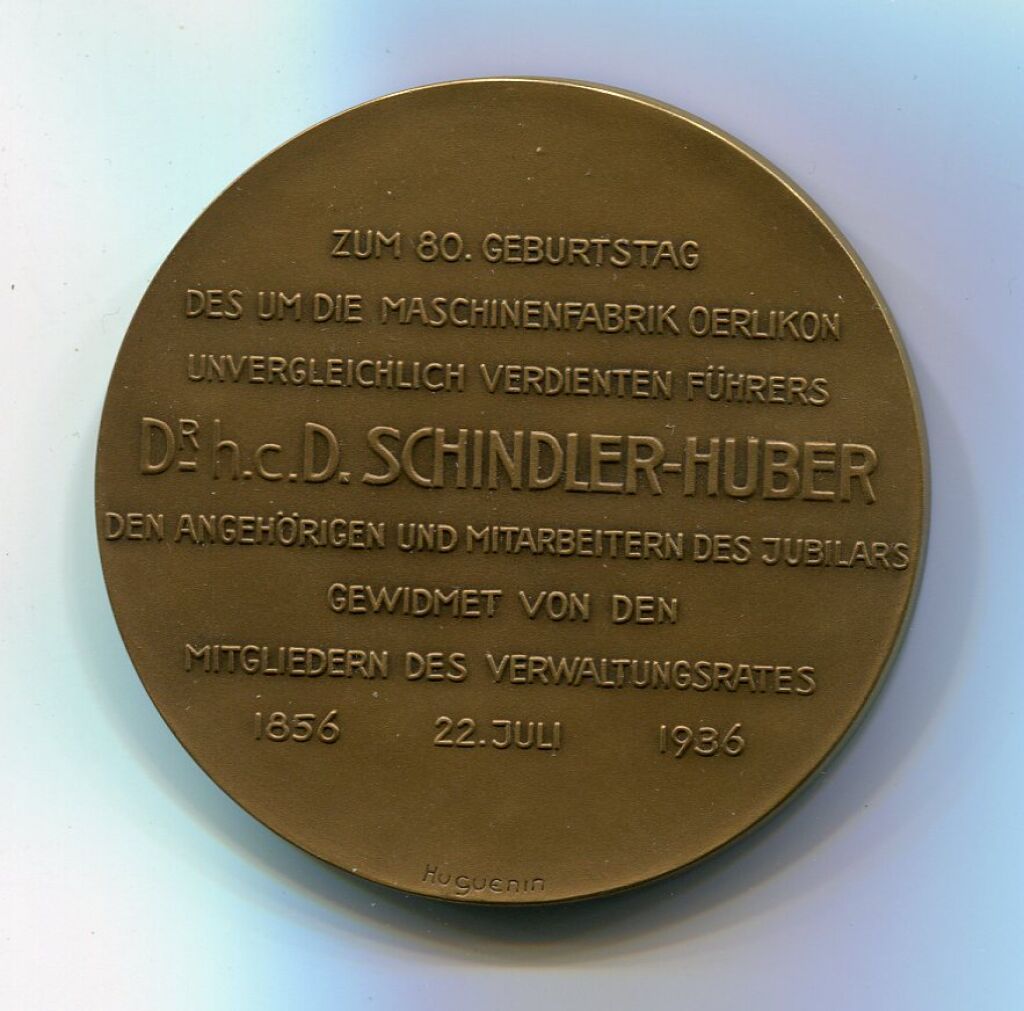 ZUM 80. GEBURTSTAG
DES UM DIE MASCHINENFABRIK OERLIKON
UNVERGLEICHLICH VERDIENTEN FÜHRERS
DR h.c. D. SCHINDLER-HUBER
DEN ANGEHÖRIGEN UND MITARBEITERN DES JUBILARS
GEWIDMET VON DEN
MITGLIEDERN DES VERWALTUNGSRATES
1856 22. JULI 1936
Huguenin